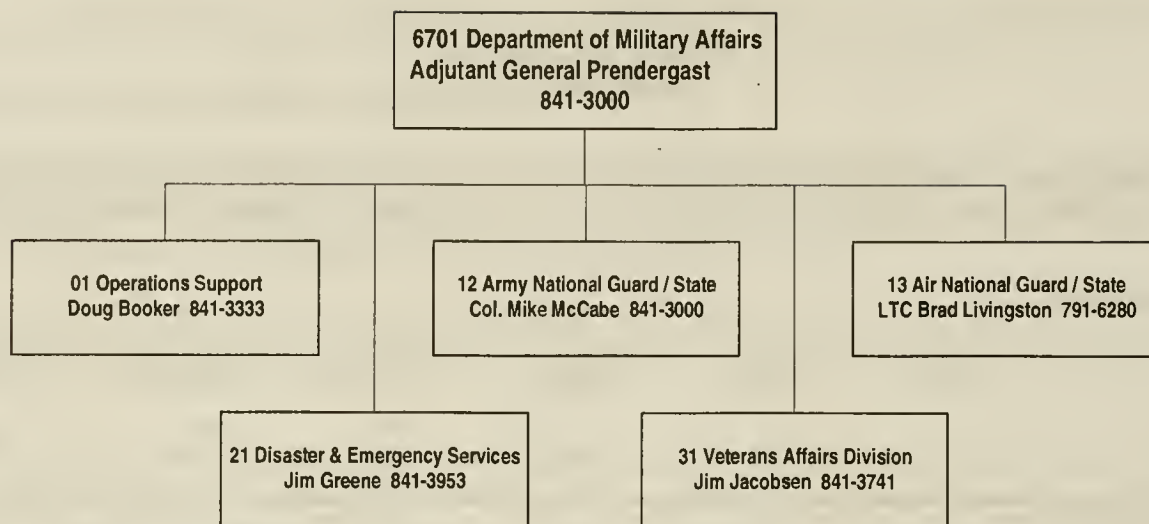 6701 Department of Military Affairs
Adjutant General Prendergast
841-3000
01 Operations Support
Doug Booker 841-3333
12 Army National Guard / State
Col. Mike McCabe 841-3000
13 Air National Guard / State
LTC Brad Livingston 791-6280
21 Disaster & Emergency Services
Jim Greene 841-3953
31 Veterans Affairs Division
Jim Jacobsen 841-3741